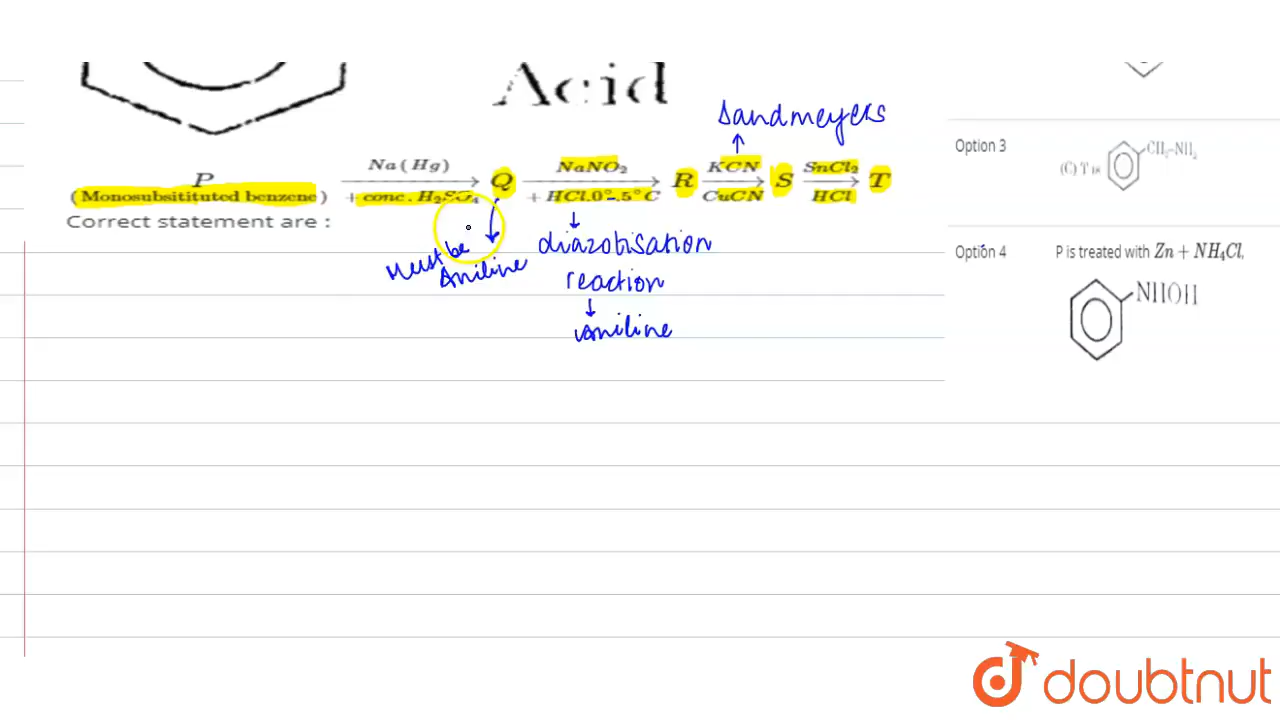 Acid
Sandmeyers
P (Monosubsitituted benzene) Na(Hg) + conc. H₂SO₄ Q NaNO₂ + HCl.0°-.5°C R KCN CuCN S SnCl₂ HCl T
Correct statement are :
Must be Aniline
diazotisation
reaction
aniline
Option 3
(C) T is CH₂-NH₂
Option 4 P is treated with Zn + NH₄Cl,
NHOH
doubtnut